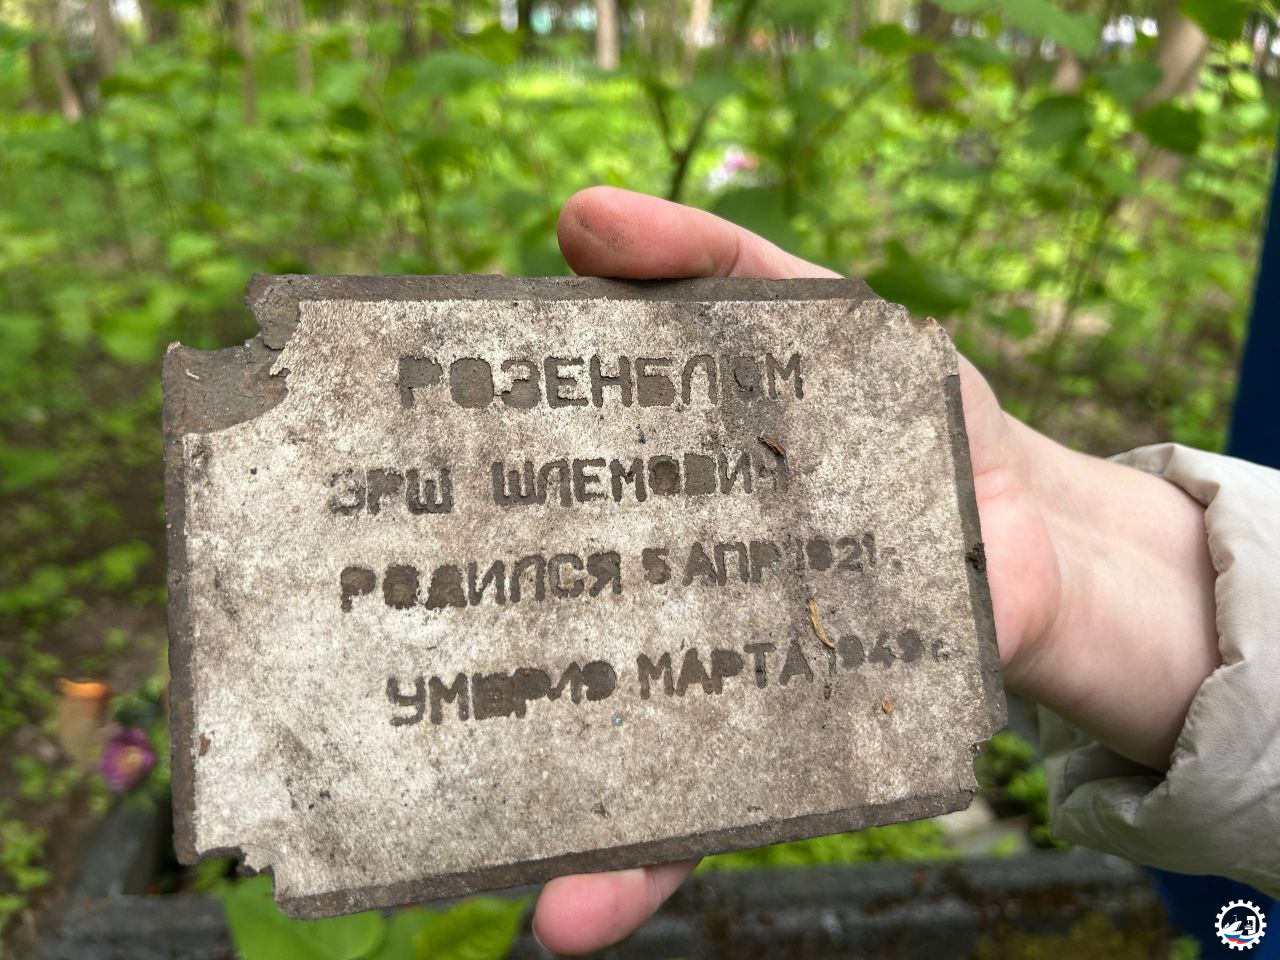 РОЗЕНБЛЮМ
ЭРШ ШЛЕМОВИЧ
РОДИЛСЯ 5 АПР 1921 г.
УМЕР 19 МАРТА 1949 г.